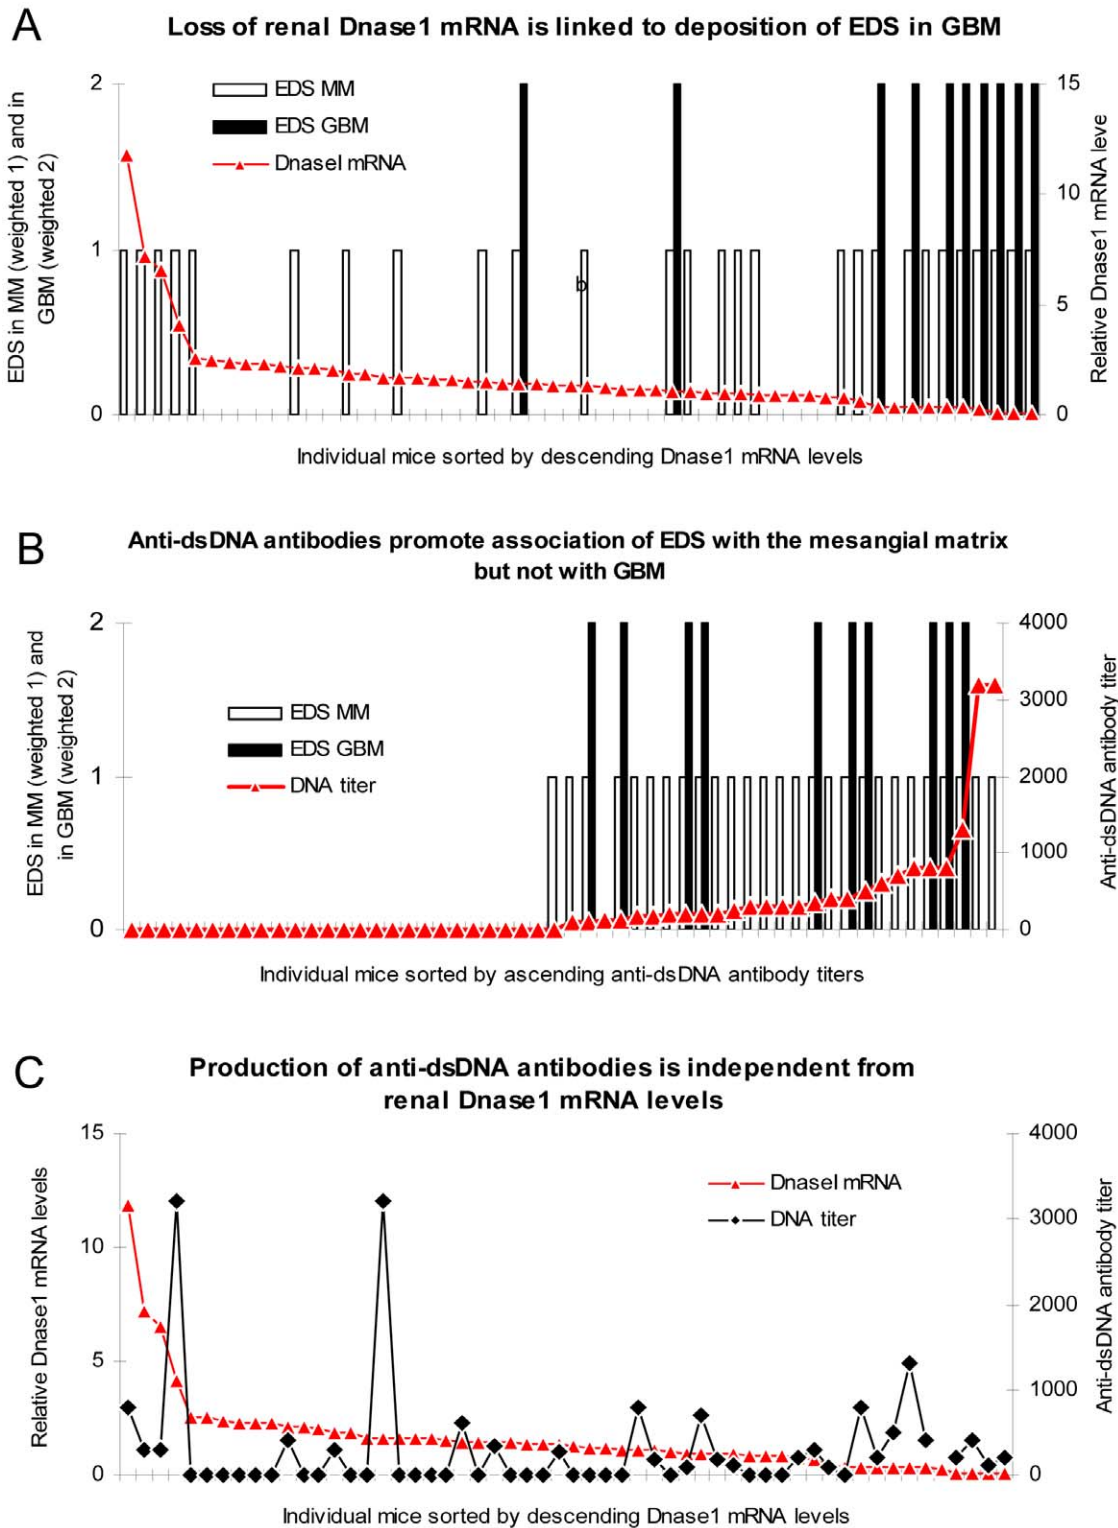 A
Loss of renal Dnase1 mRNA is linked to deposition of EDS in GBM
EDS in MM (weighted 1) and in
GBM (weighted 2)
2
1
0
EDS MM
EDS GBM
DnaseI mRNA
b
15
10
5
0
Relative Dnase1 mRNA leve
Individual mice sorted by descending Dnase1 mRNA levels
B
Anti-dsDNA antibodies promote association of EDS with the mesangial matrix
but not with GBM
EDS in MM (weighted 1) and
in GBM (weighted 2)
2
1
0
EDS MM
EDS GBM
DNA titer
4000
3000
2000
1000
0
Anti-dsDNA antibody titer
Individual mice sorted by ascending anti-dsDNA antibody titers
C
Production of anti-dsDNA antibodies is independent from
renal Dnase1 mRNA levels
Relative Dnase1 mRNA levels
15
10
5
0
DnaseI mRNA
DNA titer
4000
3000
2000
1000
0
Anti-dsDNA antibody titer
Individual mice sorted by descending Dnase1 mRNA levels